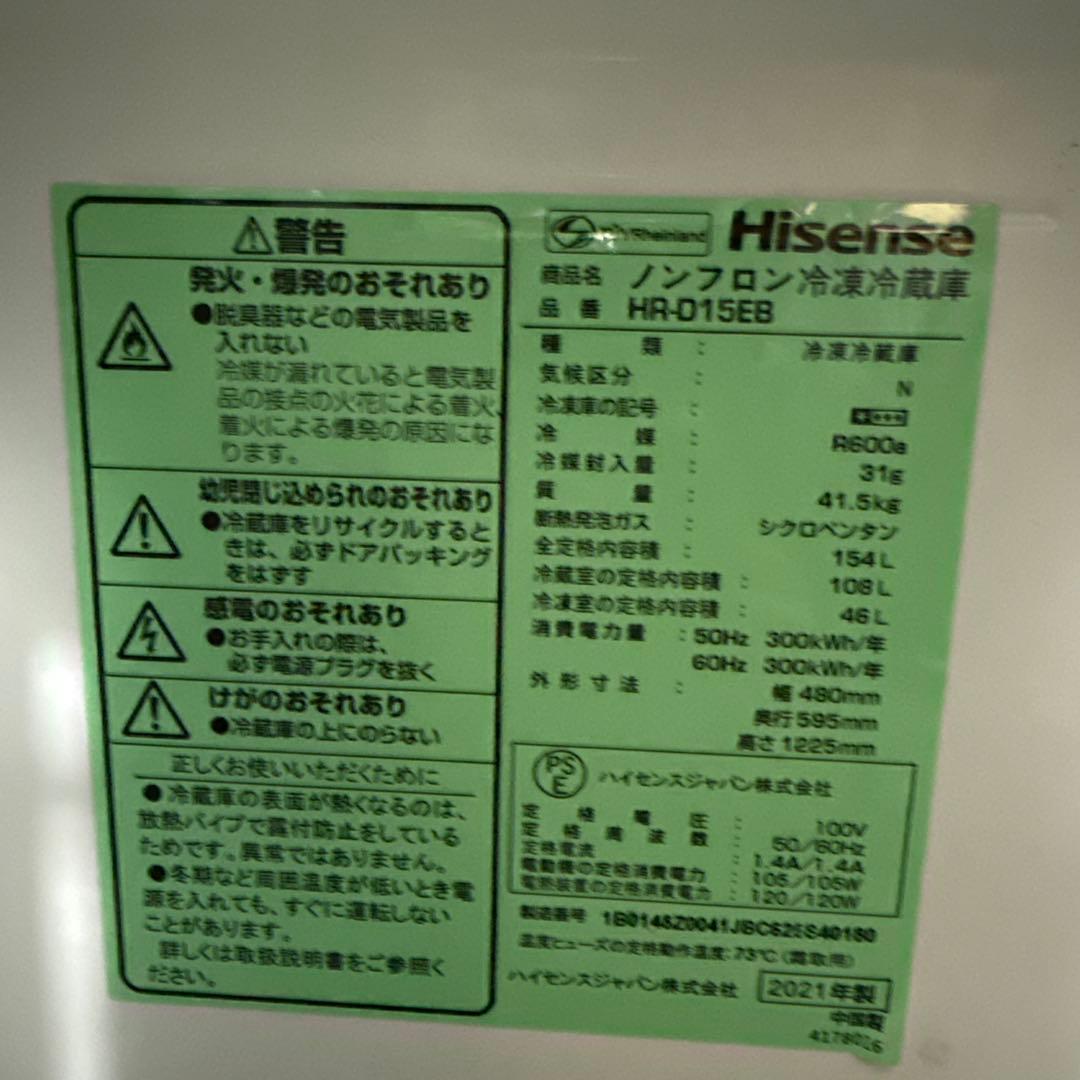 警告
発火・爆発のおそれあり
●脱臭器などの電気製品を
入れない
冷媒が漏れていると電気製
品の接点の火花による着火、
着火による爆発の原因にな
ります。
幼児閉じ込められのおそれあり
●冷蔵庫をリサイクルすると
きは、必ずドアパッキング
をはずす
感電のおそれあり
●お手入れの際は、
必ず電源プラグを抜く
けがのおそれあり
●冷蔵庫の上にのらない
正しくお使いいただくために
●冷蔵庫の表面が熱くなるのは、
放熱パイプで露付防止をしている
ためです。異常ではありません。
●冬期など周囲温度が低いとき電
源を入れても、すぐに運転しない
ことがあります。
詳しくは取扱説明書をご参照く
ださい。
TÜVRheinland Hisense
商品名 ノンフロン冷凍冷蔵庫
品番 HR-D15EB
種類: 冷凍冷蔵庫
気候区分: N
冷凍庫の記号:
冷媒: R600a
冷媒封入量: 31g
質量: 41.5kg
断熱発泡ガス: シクロペンタン
全定格内容積: 154L
冷蔵室の定格内容積: 108L
冷凍室の定格内容積: 46L
消費電力量: 50Hz 300kWh/年
60Hz 300kWh/年
外形寸法: 幅 480mm
奥行 595mm
高さ 1225mm
PSE ハイセンスジャパン株式会社
定格電圧: 100V
定格周波数: 50/60Hz
定格電流: 1.4A/1.4A
電動機の定格消費電力: 105/105W
電熱装置の定格消費電力: 120/120W
製造番号 1B0148Z0041JBC625S40180
温度ヒューズの定格動作温度:73℃(霜取用)
ハイセンスジャパン株式会社 2021年製
中国製
4178026